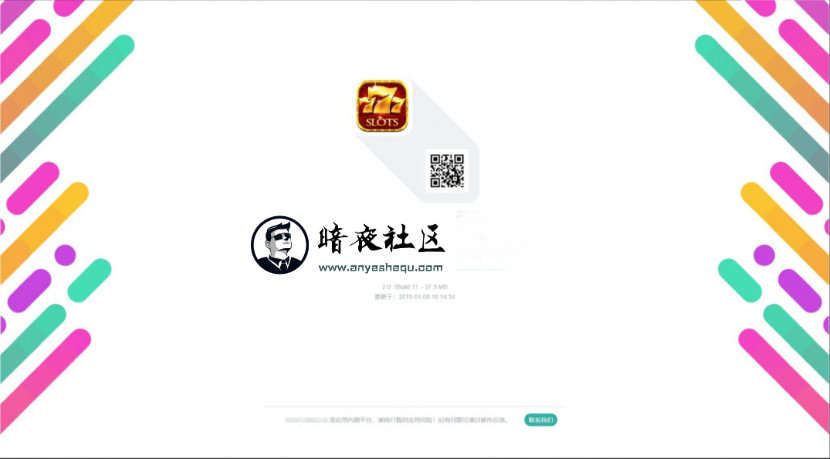 777
SLOTS
暗夜社区
www.anyeshequ.com
2.0（Build 1）- 37.3 MB
更新于：2019-01-08 18:14:34
是应用内测平台，请自行甄别应用风险！如有问题可通过邮件反馈。
联系我们